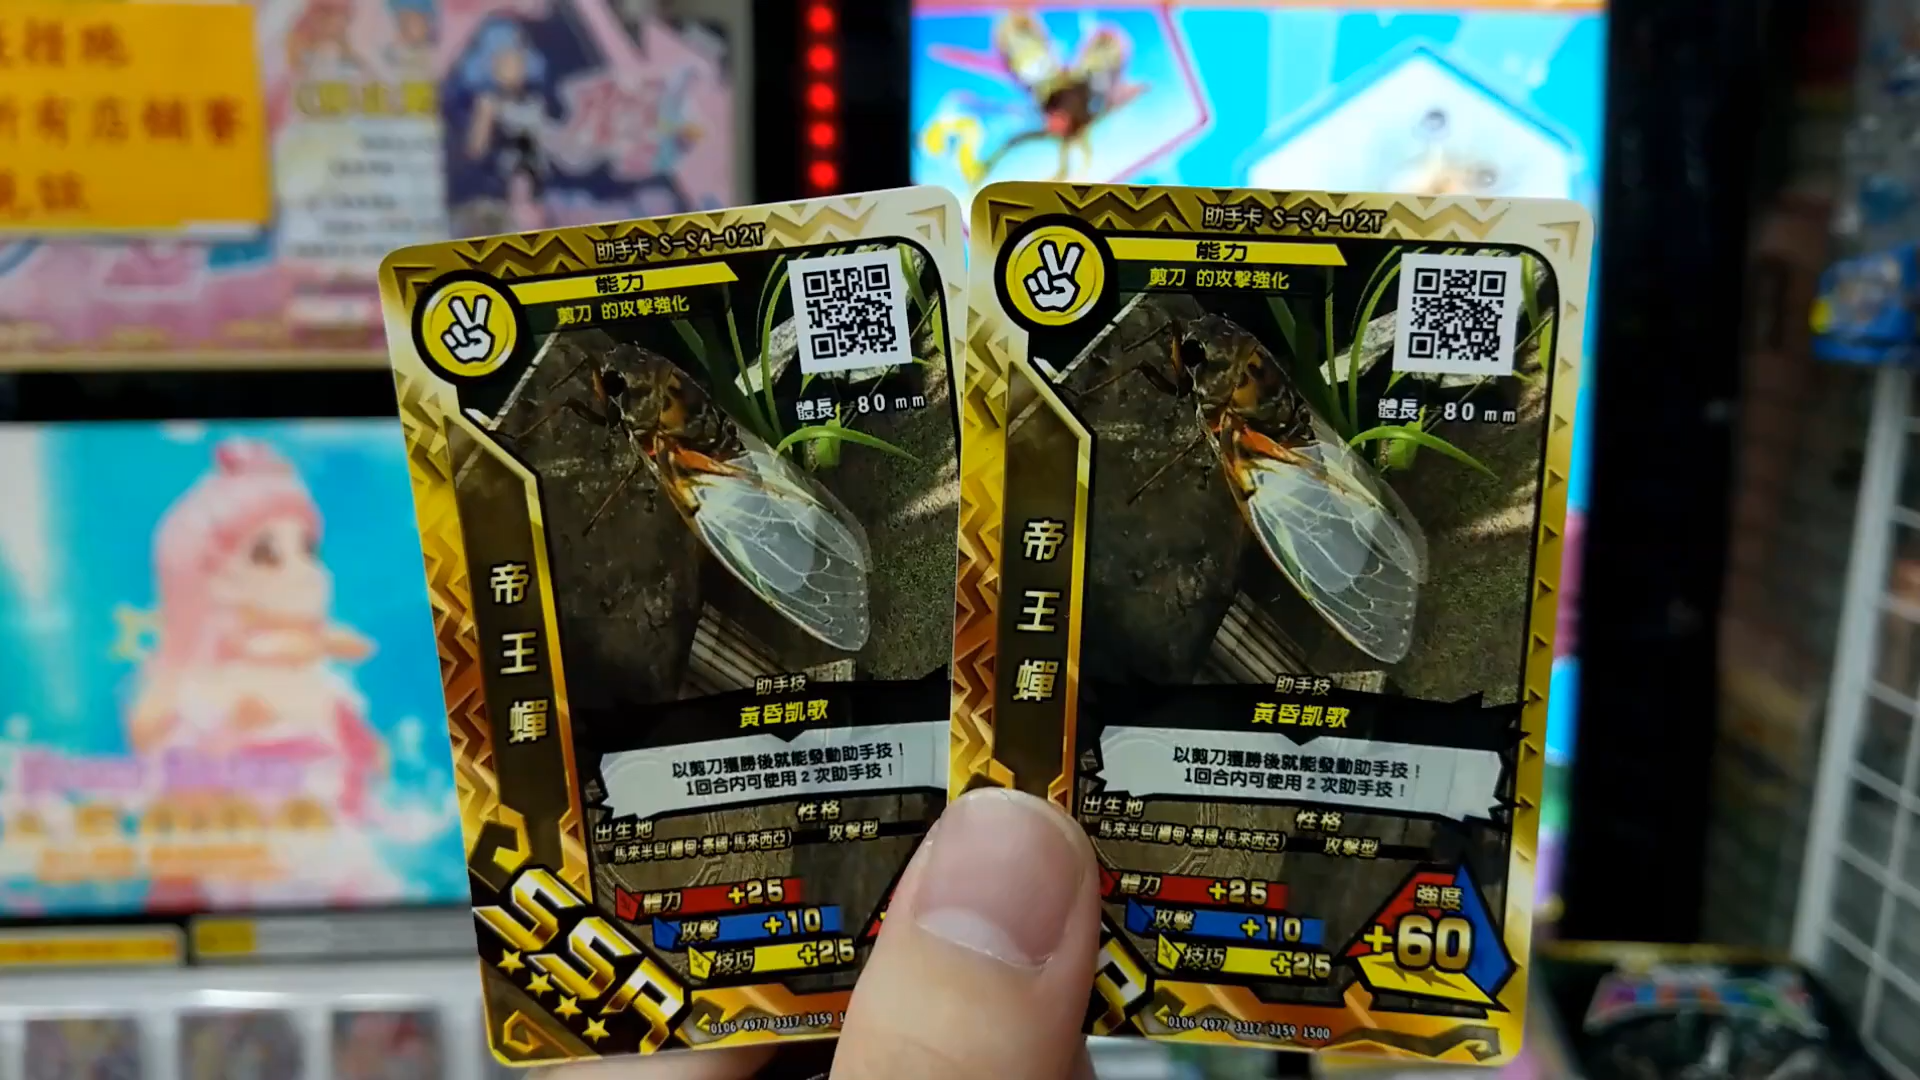 所有店鋪
助手卡 S-S4-02T
能力
剪刀 的攻擊強化
體長 80 mm
帝王蟬
助手技
黃昏凱歌
以剪刀獲勝後就能發動助手技！
1回合內可使用 2 次助手技！
出生地
性格
馬來半島(緬甸·泰國·馬來西亞)
攻擊型
體力 +25
攻擊 +10
技巧 +25
SSR
0106 4977 3317 3159 1
助手卡 S-S4-02T
能力
剪刀 的攻擊強化
體長 80 mm
帝王蟬
助手技
黃昏凱歌
以剪刀獲勝後就能發動助手技！
1回合內可使用 2 次助手技！
出生地
性格
馬來半島(緬甸·泰國·馬來西亞)
攻擊型
體力 +25
攻擊 +10
技巧 +25
強度
+60
R
0106 4977 3317 3159 1500